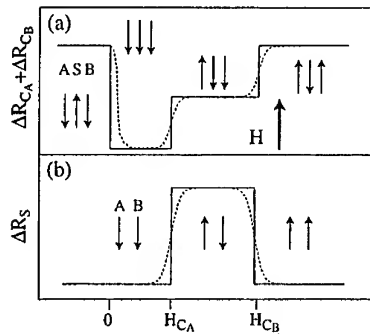 (a)
ΔR_CA + ΔR_CB
A S B
H
(b)
ΔR_S
A B
0 H_CA H_CB